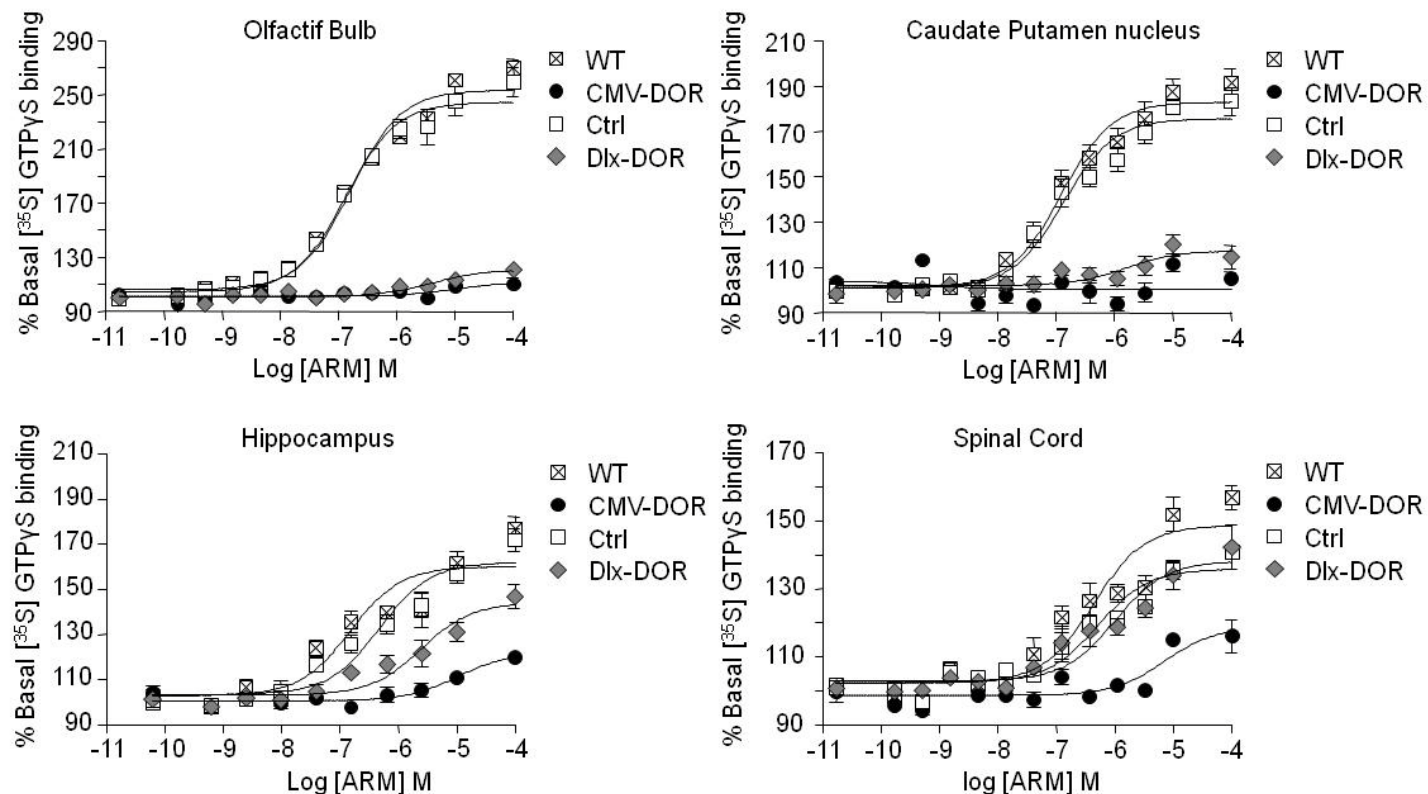 Olfactif Bulb
% Basal [³⁵S] GTPγS binding
290
250
210
170
130
90
-11 -10 -9 -8 -7 -6 -5 -4
Log [ARM] M
WT
CMV-DOR
Ctrl
Dlx-DOR
Caudate Putamen nucleus
% Basal [³⁵S] GTPγS binding
210
190
170
150
130
110
90
-11 -10 -9 -8 -7 -6 -5 -4
Log [ARM] M
WT
CMV-DOR
Ctrl
Dlx-DOR
Hippocampus
% Basal [³⁵S] GTPγS binding
210
190
170
150
130
110
90
-11 -10 -9 -8 -7 -6 -5 -4
Log [ARM] M
WT
CMV-DOR
Ctrl
Dlx-DOR
Spinal Cord
% Basal [³⁵S] GTPγS binding
170
150
130
110
90
-11 -10 -9 -8 -7 -6 -5 -4
log [ARM] M
WT
CMV-DOR
Ctrl
Dlx-DOR